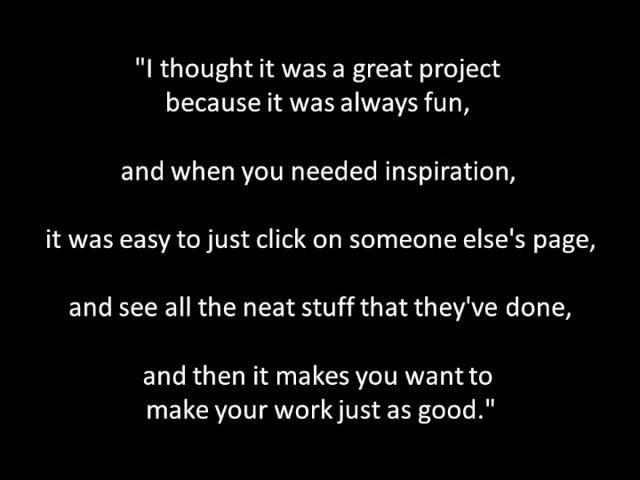 "I thought it was a great project
because it was always fun,
and when you needed inspiration,
it was easy to just click on someone else's page,
and see all the neat stuff that they've done,
and then it makes you want to
make your work just as good."